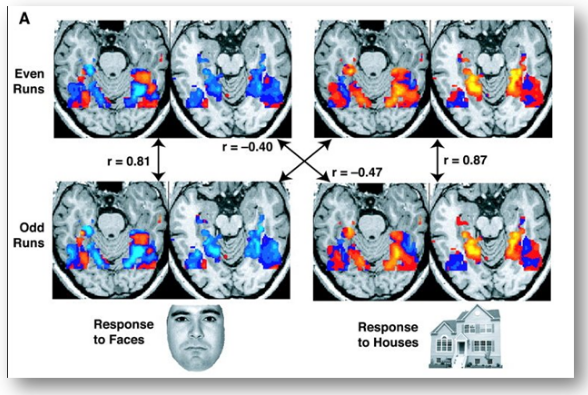 A
Even
Runs
r = 0.81
r = –0.40
r = –0.47
r = 0.87
Odd
Runs
Response
to Faces
Response
to Houses